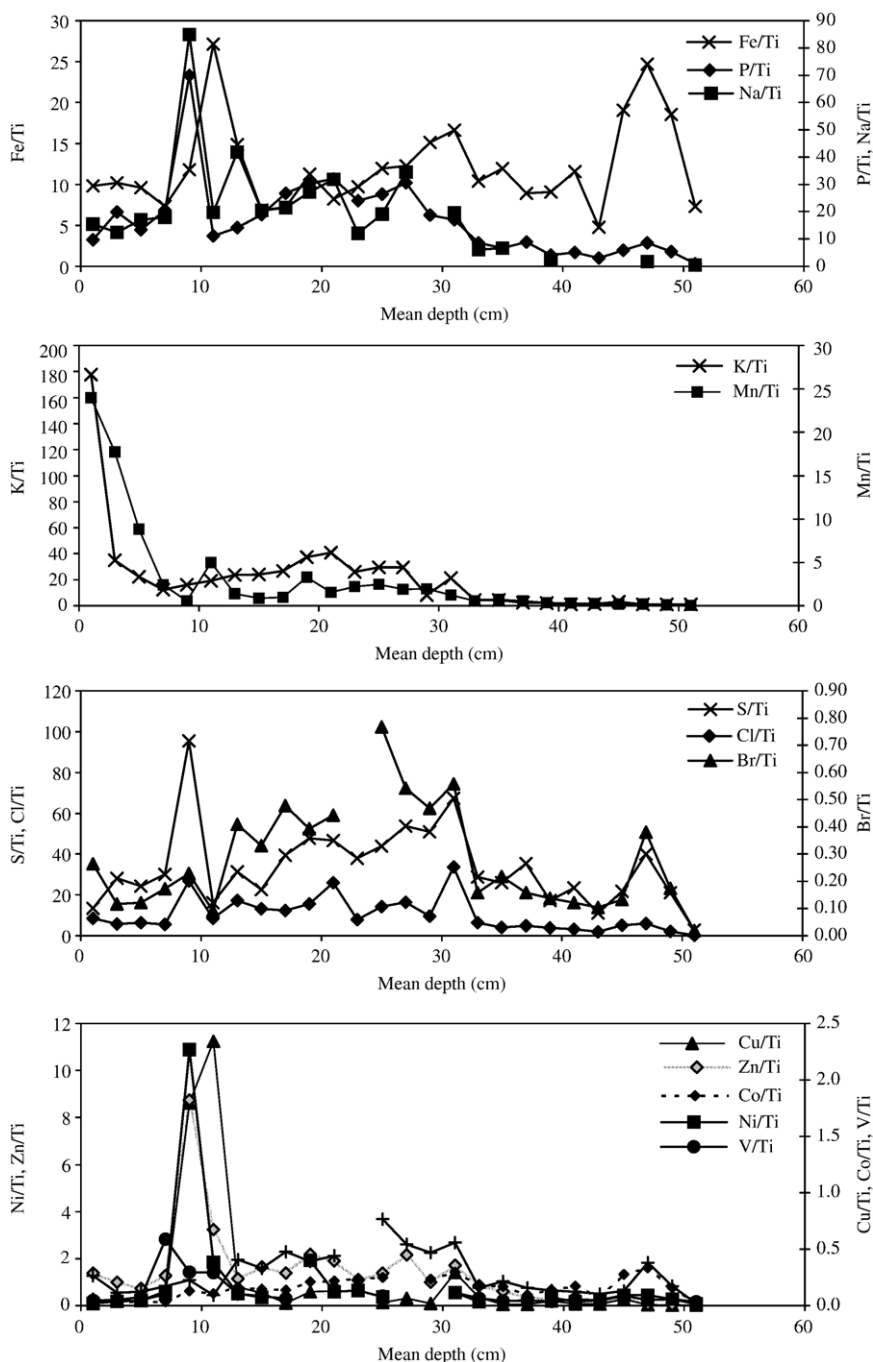 30
25
20
15
10
5
0
Fe/Ti
90
80
70
60
50
40
30
20
10
0
P/Ti, Na/Ti
Fe/Ti
P/Ti
Na/Ti
0 10 20 30 40 50 60
Mean depth (cm)
200
180
160
140
120
100
80
60
40
20
0
K/Ti
30
25
20
15
10
5
0
Mn/Ti
K/Ti
Mn/Ti
0 10 20 30 40 50 60
Mean depth (cm)
120
100
80
60
40
20
0
S/Ti, Cl/Ti
0.90
0.80
0.70
0.60
0.50
0.40
0.30
0.20
0.10
0.00
Br/Ti
S/Ti
Cl/Ti
Br/Ti
0 10 20 30 40 50 60
Mean depth (cm)
12
10
8
6
4
2
0
Ni/Ti, Zn/Ti
2.5
2.0
1.5
1.0
0.5
0.0
Cu/Ti, Co/Ti, V/Ti
Cu/Ti
Zn/Ti
Co/Ti
Ni/Ti
V/Ti
0 10 20 30 40 50 60
Mean depth (cm)